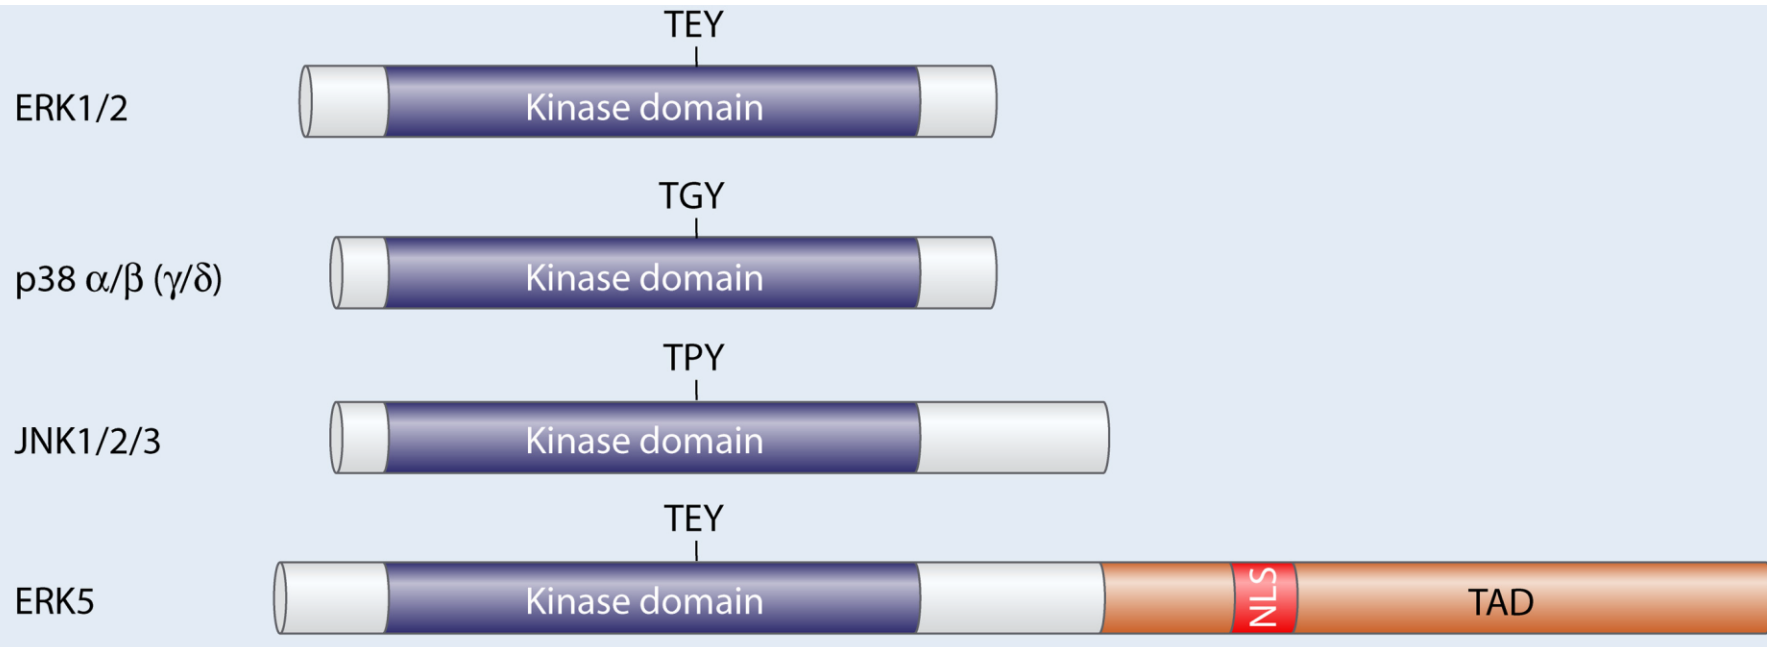 TEY
ERK1/2
Kinase domain
TGY
p38 α/β (γ/δ)
Kinase domain
TPY
JNK1/2/3
Kinase domain
TEY
ERK5
Kinase domain
NLS
TAD